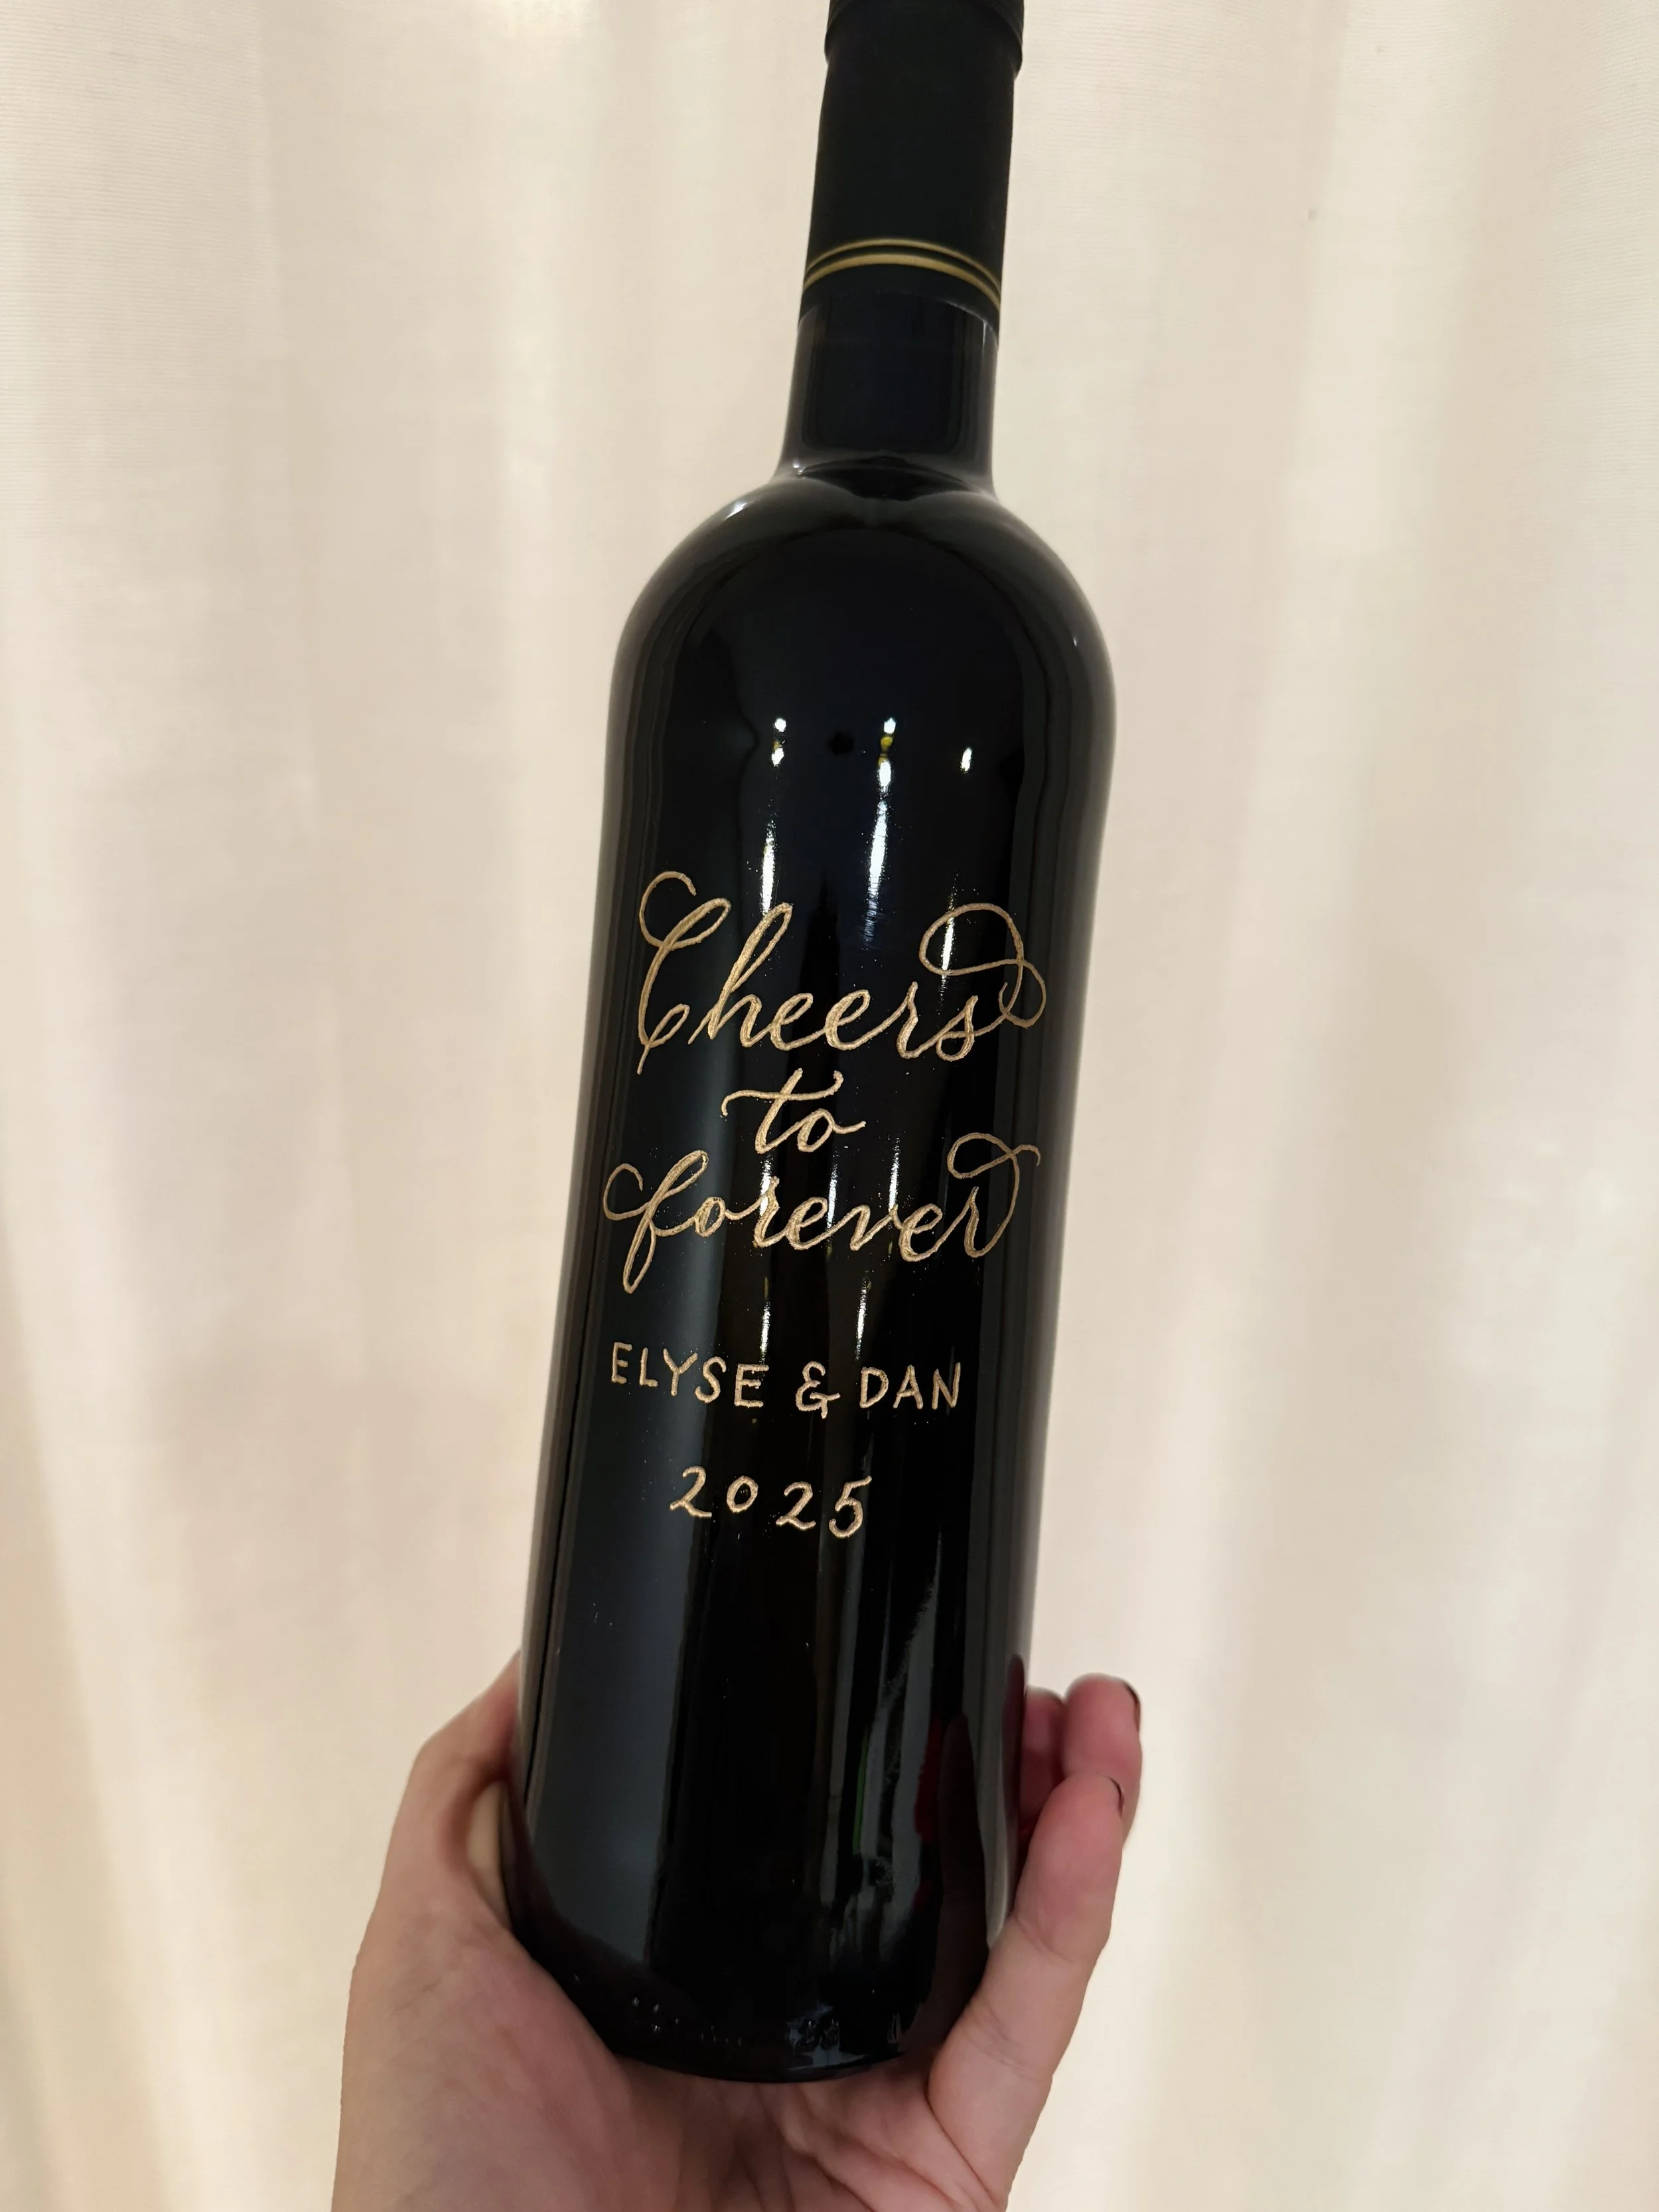 Cheers
to
forever
ELYSE & DAN
2025